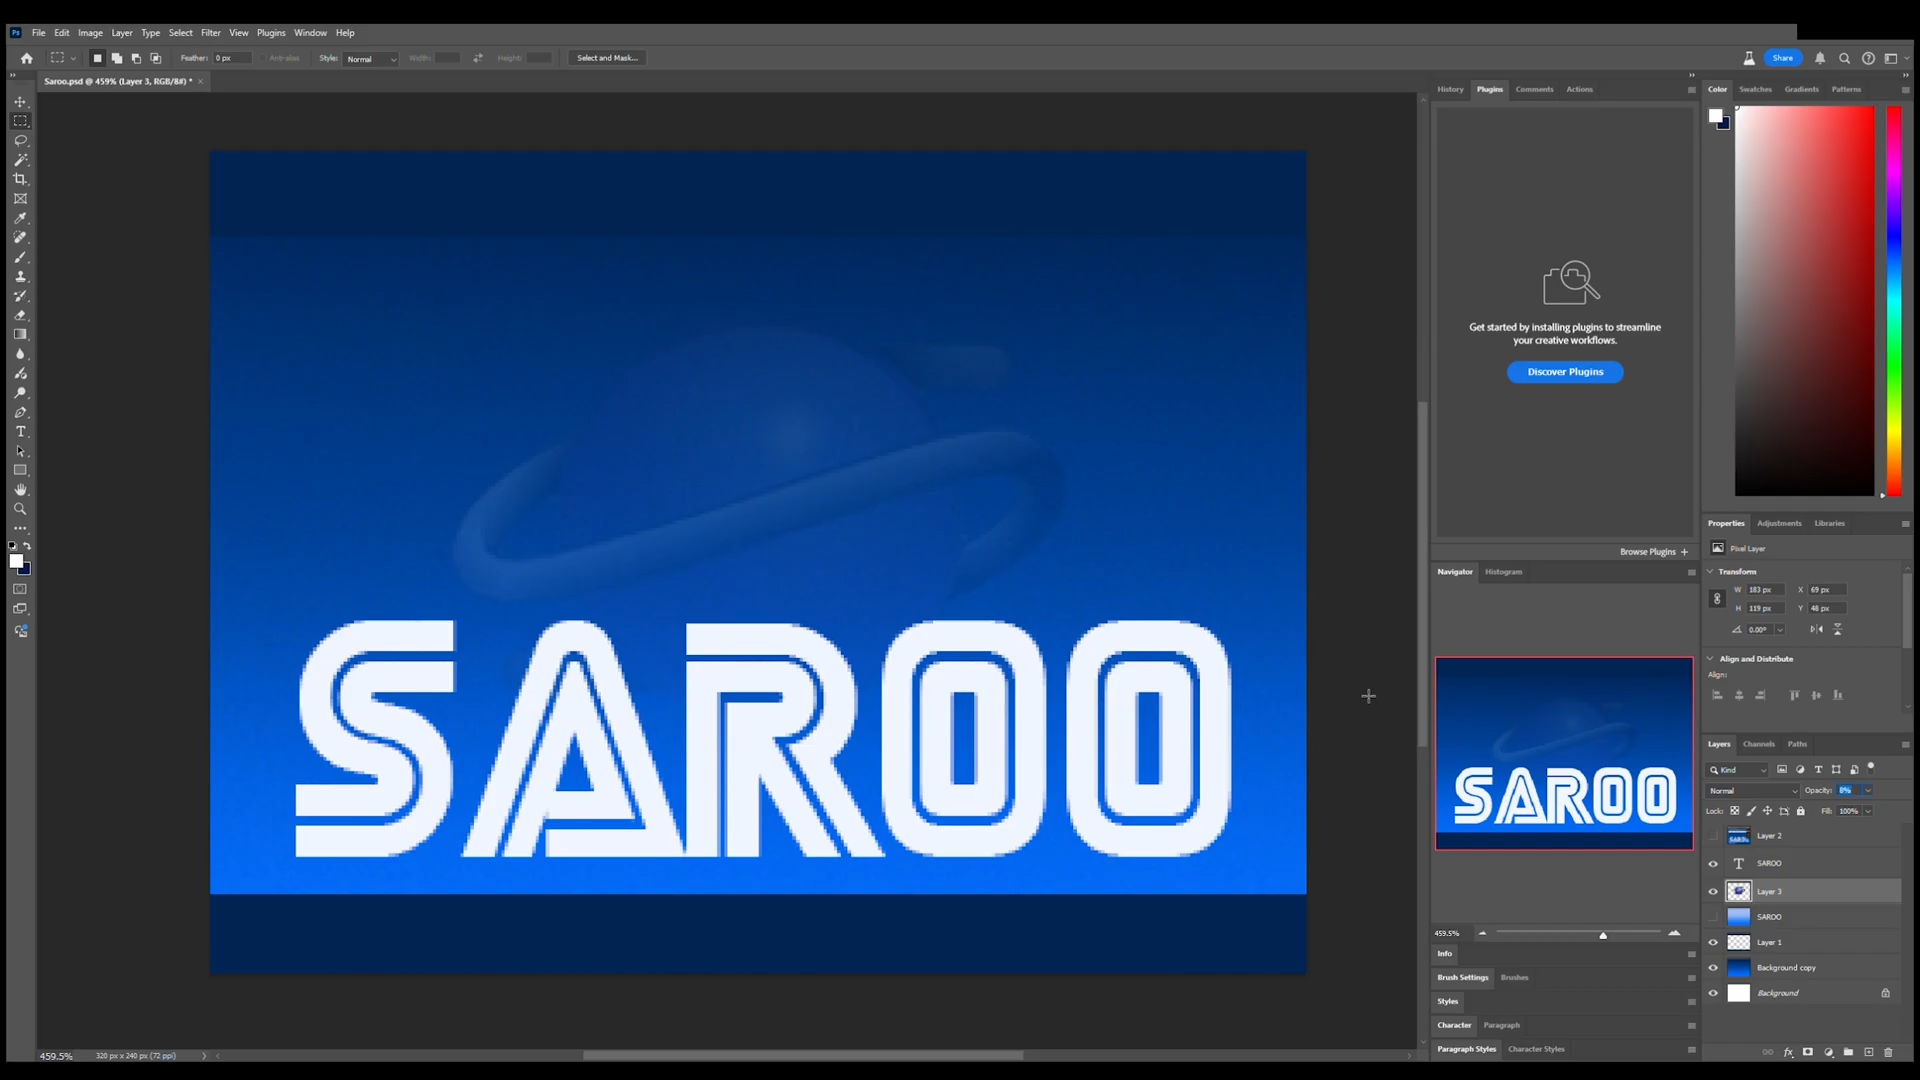 Ps File Edit Image Layer Type Select Filter View Plugins Window Help
Feather: 0 px Anti-alias Style: Normal Width: Height: Select and Mask... Share
Saroo.psd @ 459% (Layer 3, RGB/8#) * ×
History Plugins Comments Actions
Color Swatches Gradients Patterns
Get started by installing plugins to streamline
your creative workflows.
Discover Plugins
Browse Plugins +
Navigator Histogram
SAROO
SAROO
459.5%
Info
Brush Settings Brushes
Styles
Character Paragraph
Paragraph Styles Character Styles
Properties Adjustments Libraries
Pixel Layer
Transform
W 183 px X 69 px
H 119 px Y 48 px
0.00°
Align and Distribute
Align:
Layers Channels Paths
Kind
Normal Opacity: 8%
Lock: Fill: 100%
Layer 2
T SAROO
Layer 3
SAROO
Layer 1
Background copy
Background
fx
459.5% 320 px x 240 px (72 ppi)